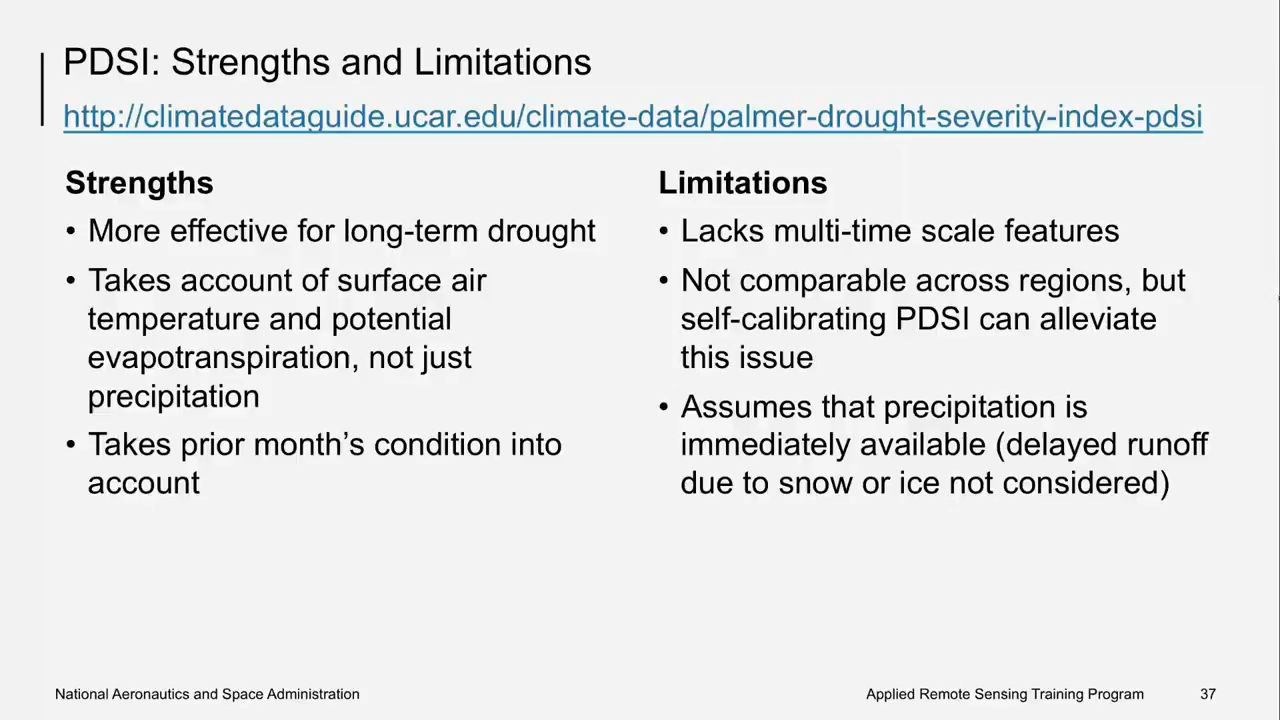 PDSI: Strengths and Limitations
http://climatedataguide.ucar.edu/climate-data/palmer-drought-severity-index-pdsi
Strengths
• More effective for long-term drought
• Takes account of surface air
temperature and potential
evapotranspiration, not just
precipitation
• Takes prior month’s condition into
account
Limitations
• Lacks multi-time scale features
• Not comparable across regions, but
self-calibrating PDSI can alleviate
this issue
• Assumes that precipitation is
immediately available (delayed runoff
due to snow or ice not considered)
National Aeronautics and Space Administration
Applied Remote Sensing Training Program
37